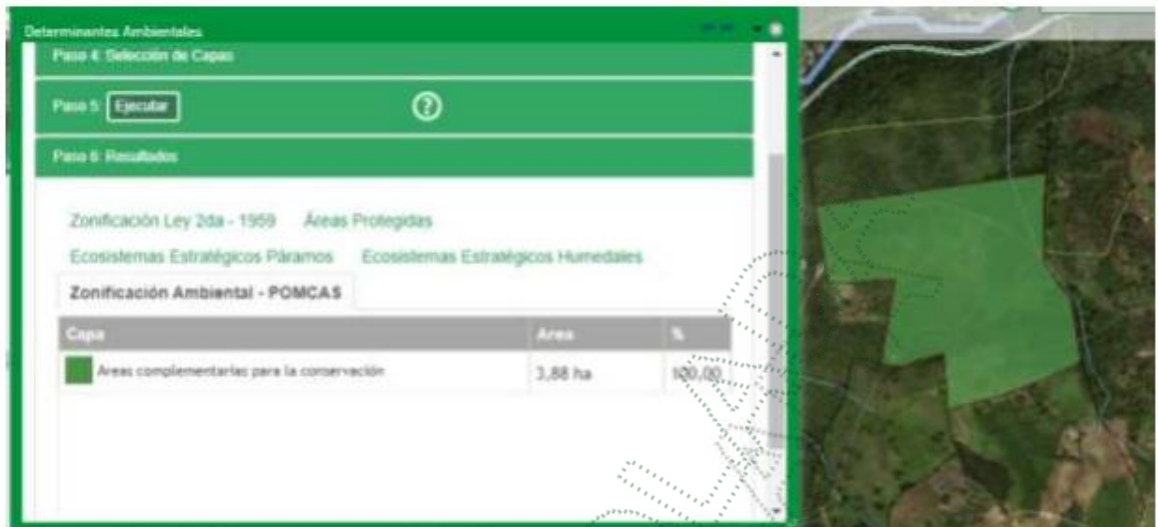 Determinantes Ambientales
Paso 4: Selección de Capas
Paso 5: Ejecutar ?
Paso 6: Resultados
Zonificación Ley 2da - 1959 Áreas Protegidas
Ecosistemas Estratégicos Páramos Ecosistemas Estratégicos Humedales
Zonificación Ambiental - POMCAS
Capa Area %
Areas complementarias para la conservación 3,88 ha 100,00